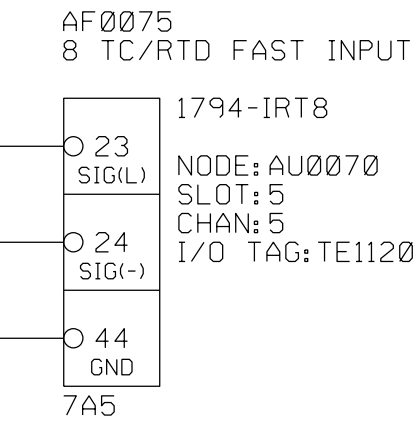 AF0075
8 TC/RTD FAST INPUT
1794-IRT8
23
SIG(L)
NODE:AU0070
SLOT:5
CHAN:5
24
I/O TAG:TE1120
SIG(-)
44
GND
7A5